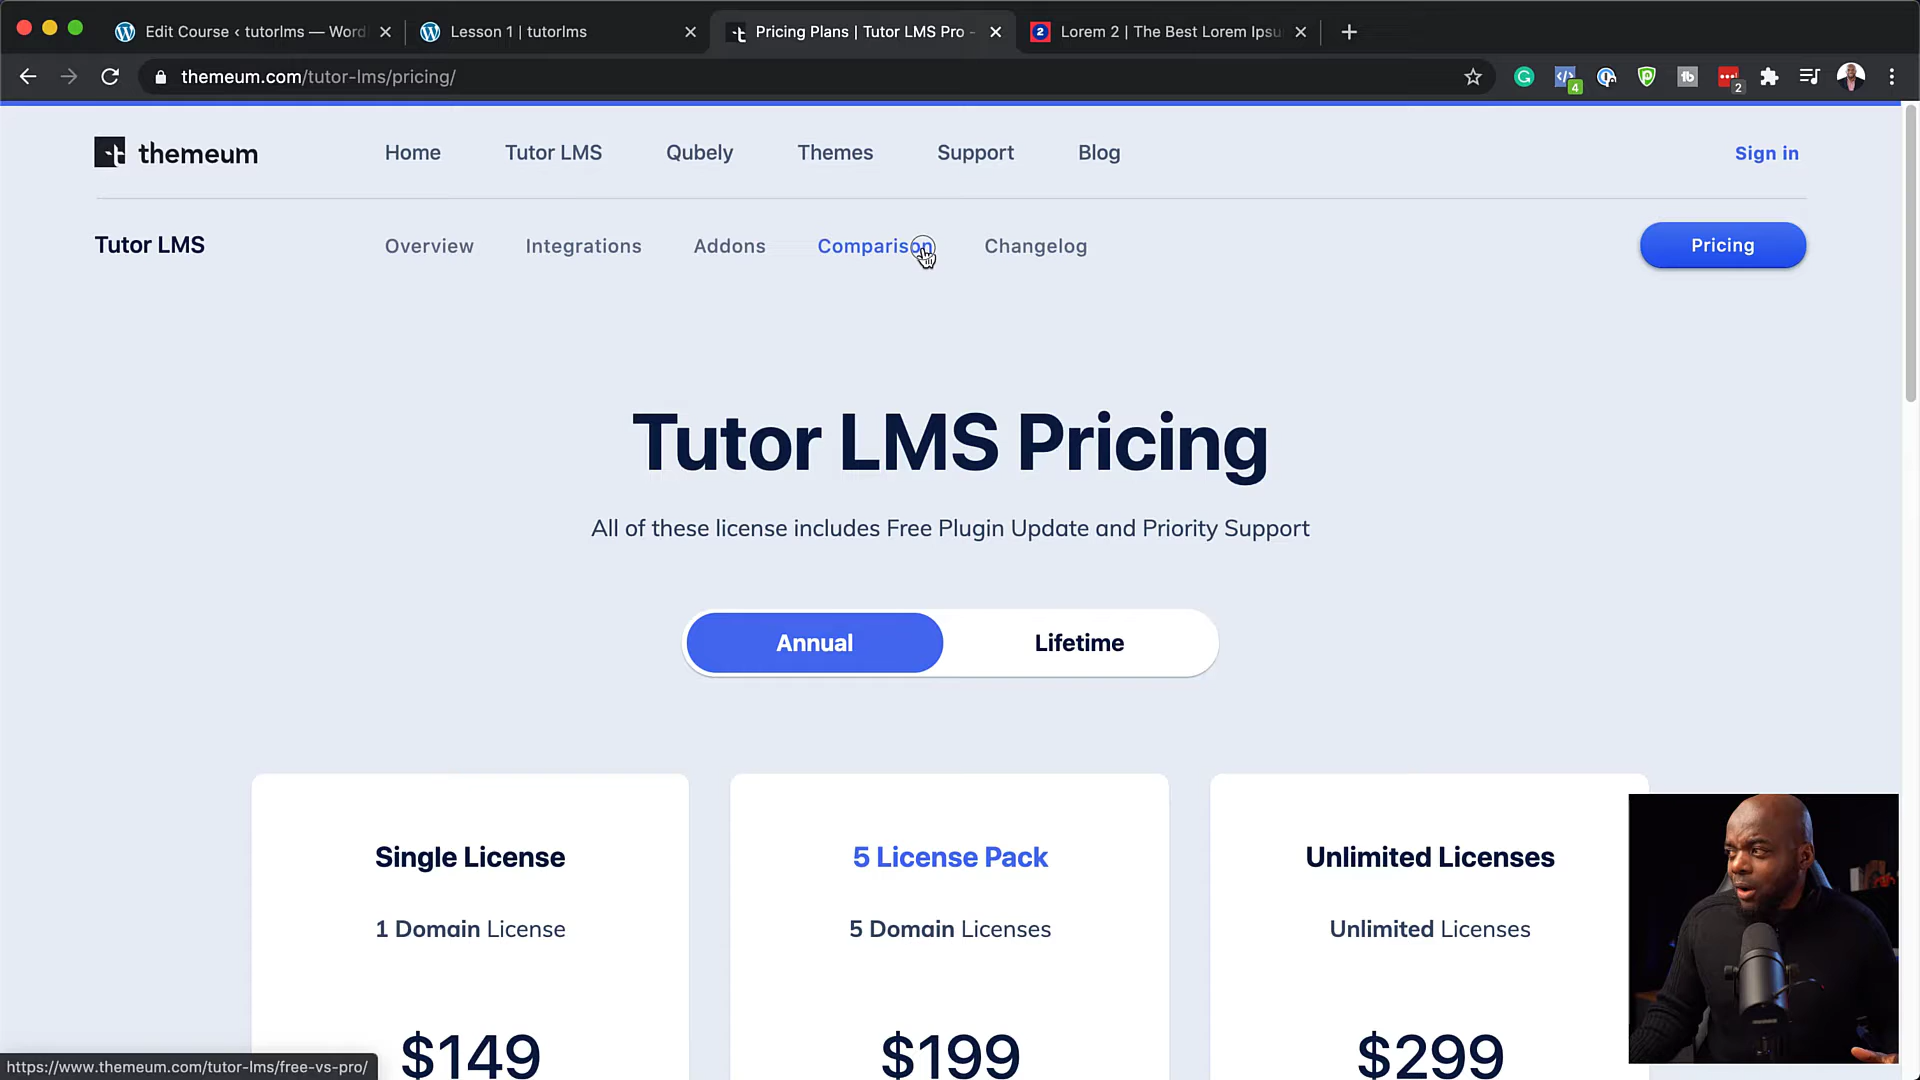 Edit Course ‹ tutorlms — Word
Lesson 1 | tutorlms
Pricing Plans | Tutor LMS Pro -
2
Lorem 2 | The Best Lorem Ipsu
themeum.com/tutor-lms/pricing/
4
2
themeum
Home
Tutor LMS
Qubely
Themes
Support
Blog
Sign in
Tutor LMS
Overview
Integrations
Addons
Comparison
Changelog
Pricing
Tutor LMS Pricing
All of these license includes Free Plugin Update and Priority Support
Annual
Lifetime
Single License
5 License Pack
Unlimited Licenses
1 Domain License
5 Domain Licenses
Unlimited Licenses
$149
$199
$299
https://www.themeum.com/tutor-lms/free-vs-pro/